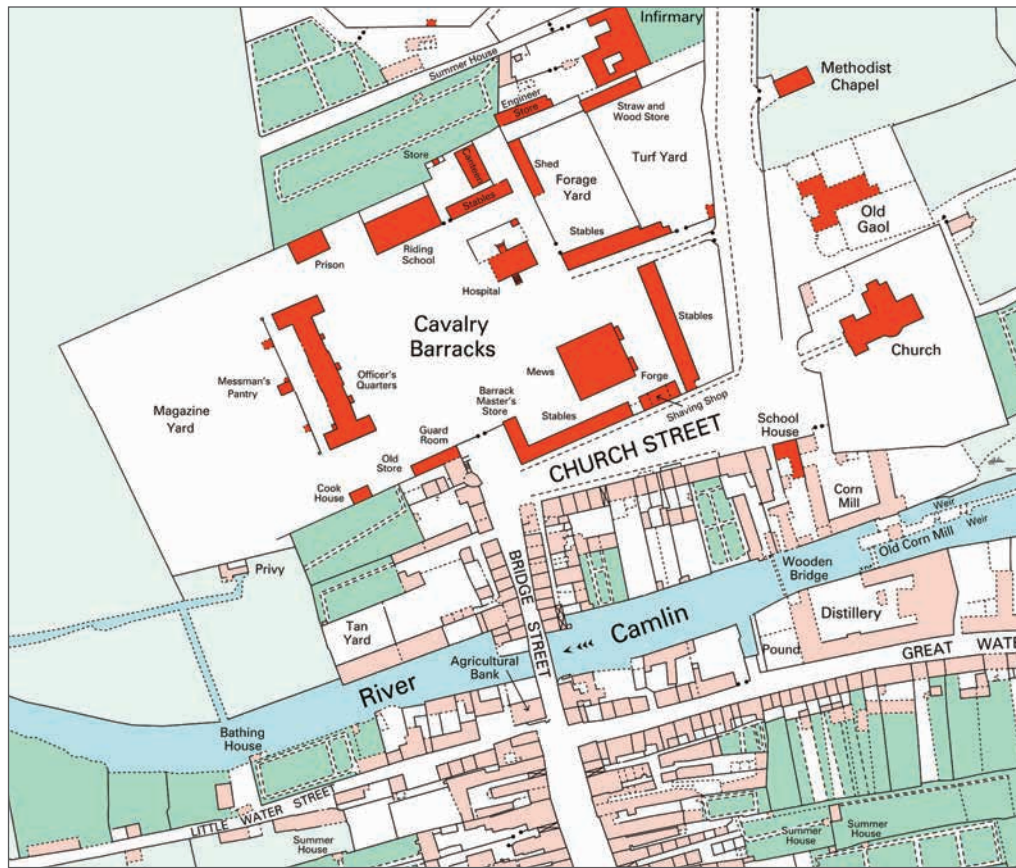 Infirmary
Summer House
Methodist
Chapel
Engineer
Store
Straw and
Wood Store
Store
Canteen
Shed
Turf Yard
Forage
Yard
Stables
Old
Gaol
Riding
School
Stables
Prison
Hospital
Cavalry
Barracks
Stables
Church
Mews
Forge
Messman's
Pantry
Officer's
Quarters
Magazine
Yard
Barrack
Master's
Store
Stables
Shaving Shop
Guard
Room
CHURCH STREET
School
House
Old
Store
Cook
House
Corn
Mill
Weir
Weir
Old Corn Mill
Privy
Wooden
Bridge
BRIDGE STREET
Tan
Yard
Camlin
Distillery
Pound
GREAT WATE
Agricultural
Bank
River
Bathing
House
LITTLE WATER STREET
Summer
House
Summer
House
Summer
House